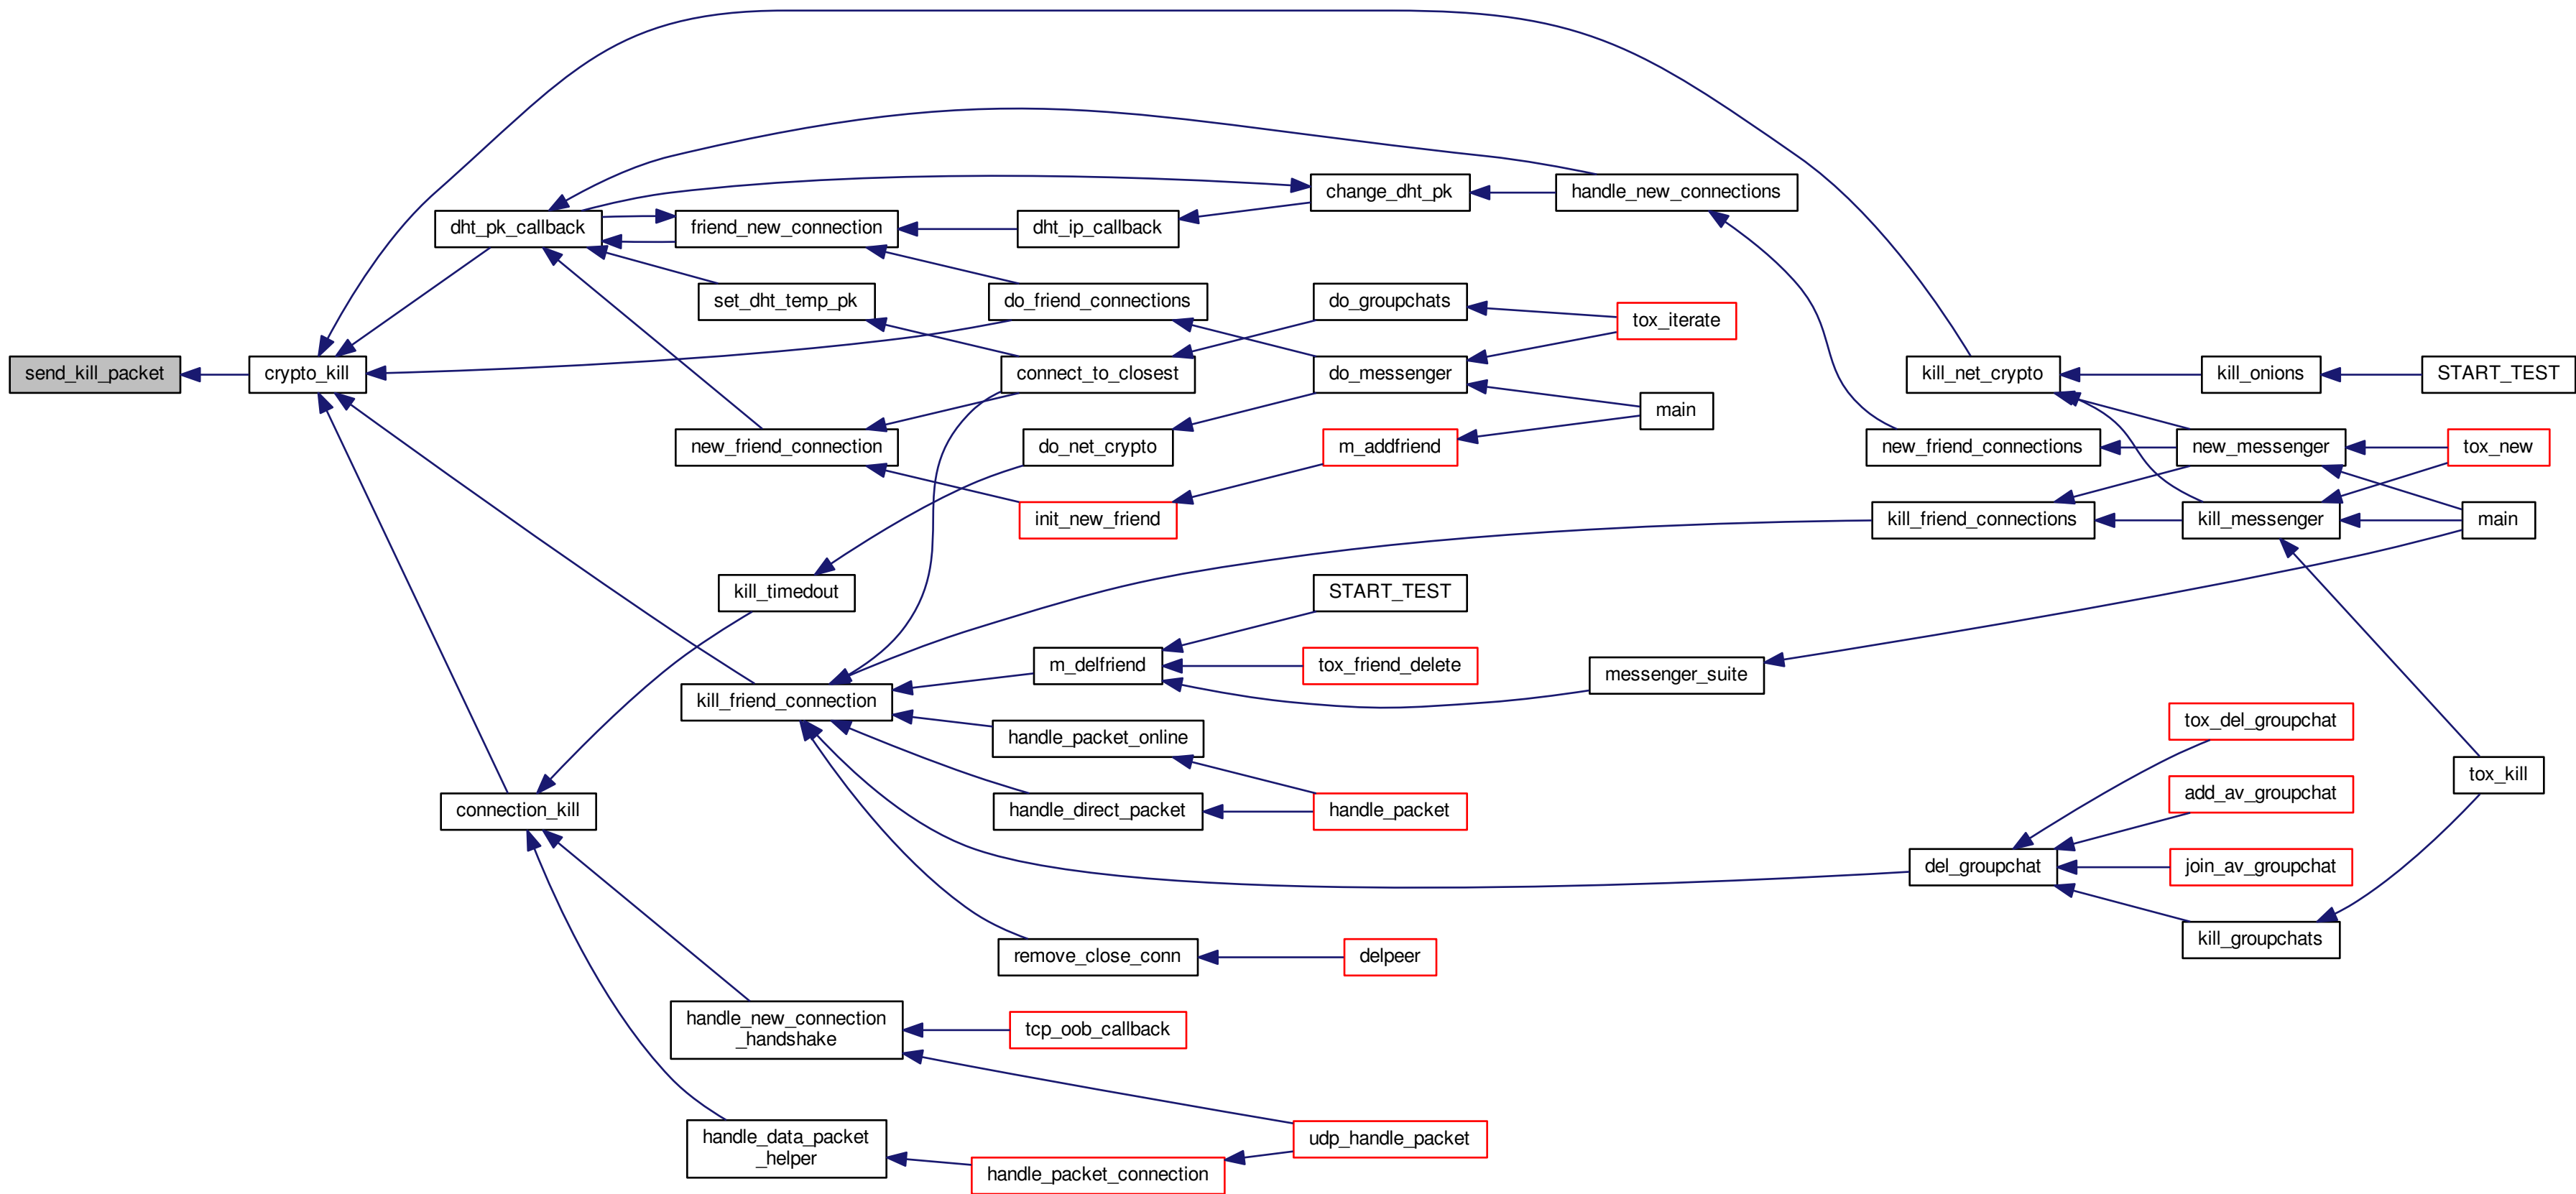 change_dht_pk
handle_new_connections
dht_pk_callback
friend_new_connection
dht_ip_callback
set_dht_temp_pk
do_friend_connections
do_groupchats
tox_iterate
send_kill_packet
crypto_kill
connect_to_closest
do_messenger
kill_net_crypto
kill_onions
START_TEST
main
new_friend_connection
do_net_crypto
m_addfriend
new_friend_connections
new_messenger
tox_new
init_new_friend
kill_friend_connections
kill_messenger
main
kill_timedout
START_TEST
m_delfriend
tox_friend_delete
messenger_suite
kill_friend_connection
handle_packet_online
tox_del_groupchat
tox_kill
connection_kill
handle_direct_packet
handle_packet
add_av_groupchat
del_groupchat
join_av_groupchat
kill_groupchats
remove_close_conn
delpeer
handle_new_connection
_handshake
tcp_oob_callback
handle_data_packet
_helper
udp_handle_packet
handle_packet_connection